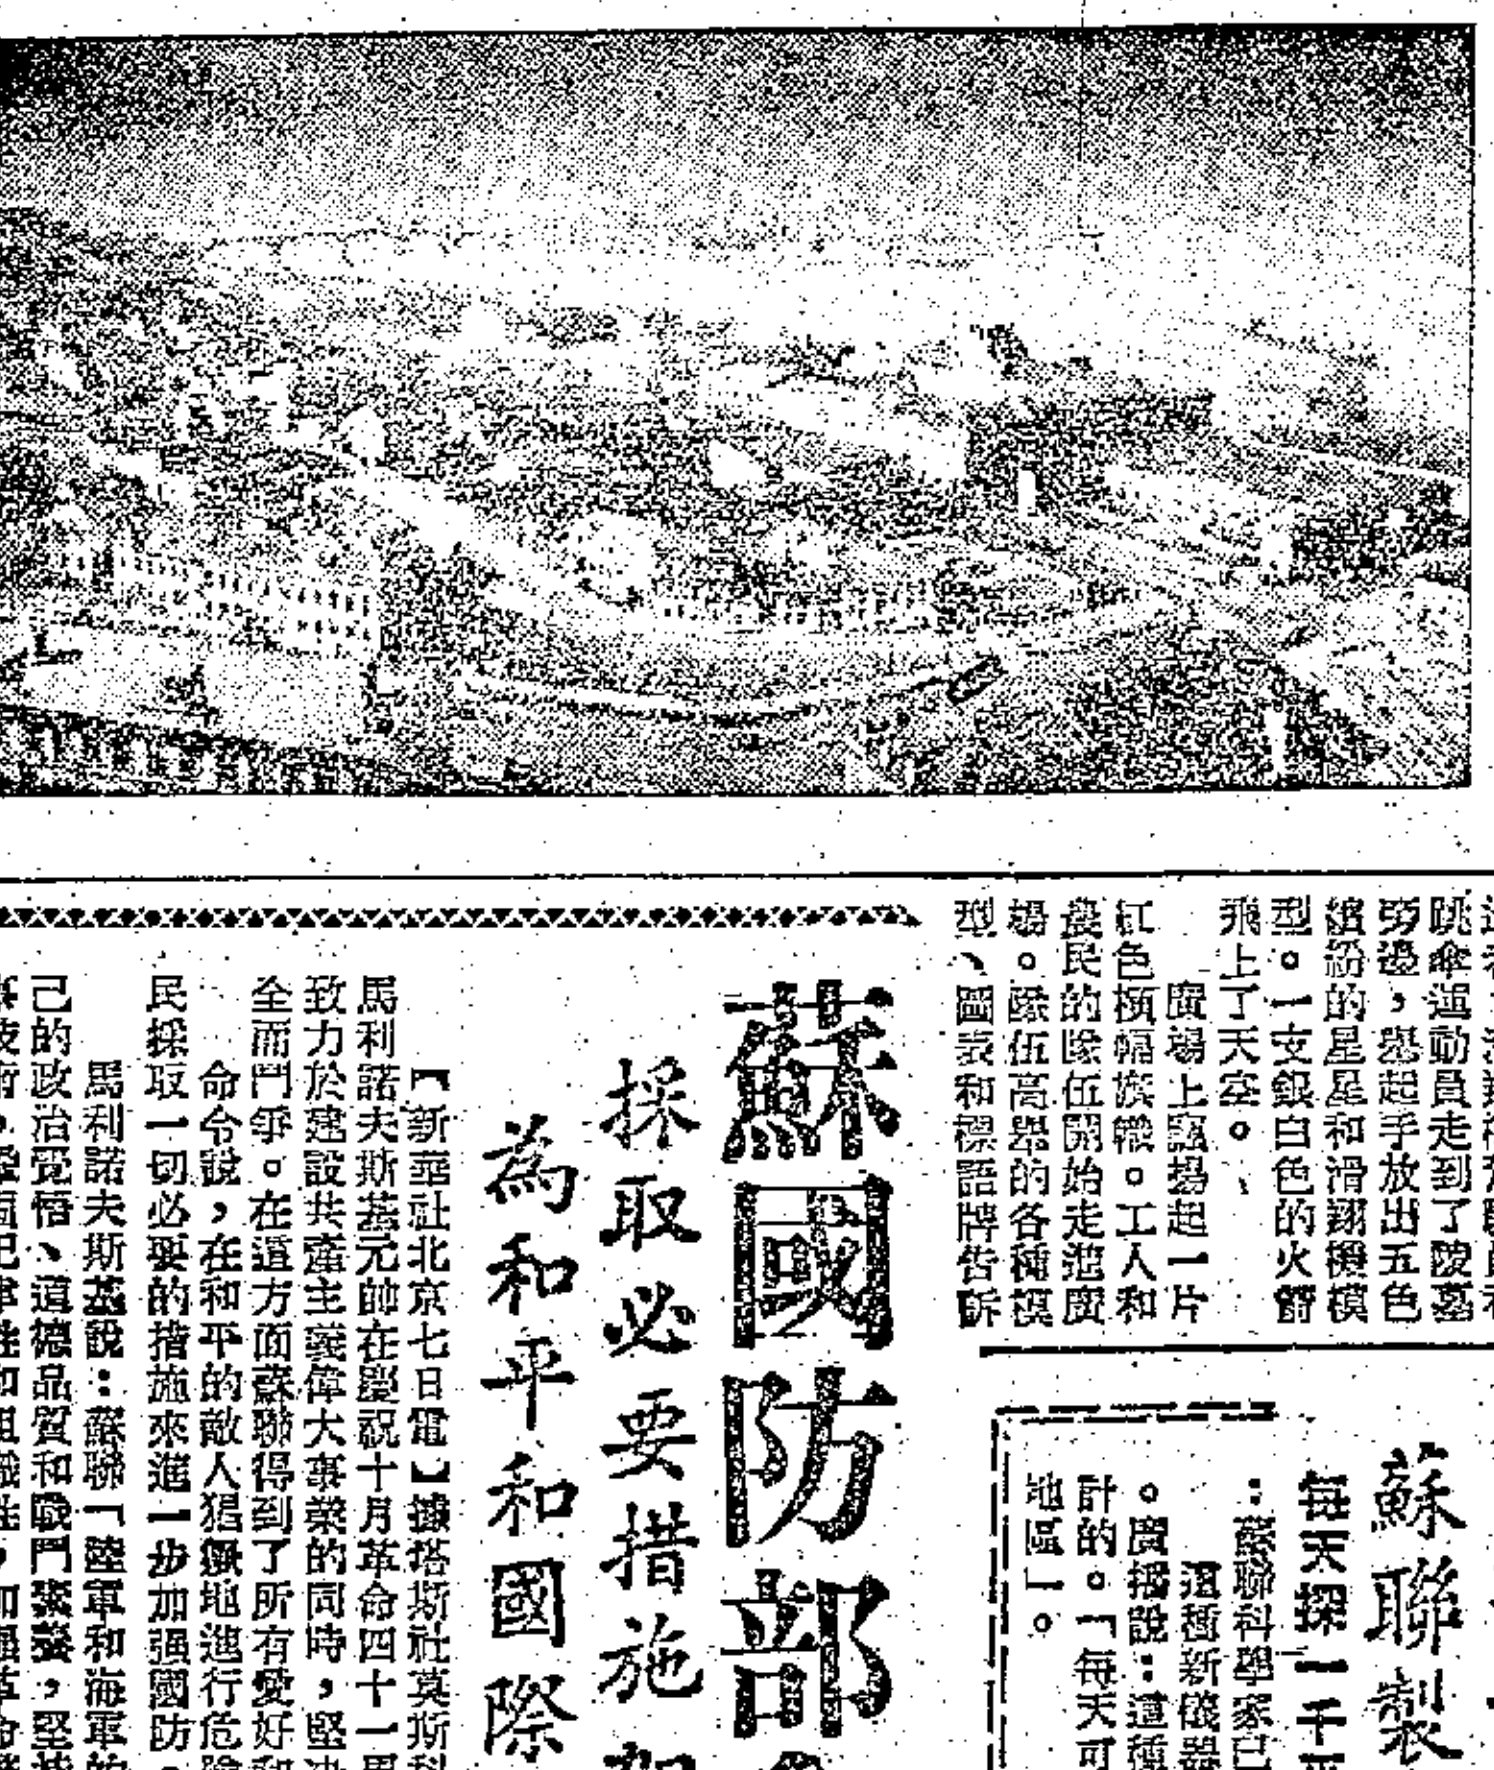 跳傘運動員走到了陵墓
旁邊，舉起手放出五色
繽紛的星星和滑翔機模
型。一支銀白色的火箭
飛上了天空。
廣場上飄揚起一片
紅色橫幅旗幟。工人和
農民的隊伍開始走進廣
場。隊伍高舉的各種模
型、圖表和標語牌告訴
蘇聯製
每天探一千平
：蘇聯科學家已
這種新儀器
。廣播說：這種
計的。「每天可
地區」。
蘇國防部
採取必要措施
為和平和國際
【新華社北京七日電】據塔斯社莫斯科
馬利諾夫斯基元帥在慶祝十月革命四十一周
致力於建設共產主義偉大事業的同時，堅決
全而鬥爭。在這方面蘇聯得到了所有愛好和
命令說，在和平的敵人猖獗地進行危險
民採取一切必要的措施來進一步加强國防。
馬利諾夫斯基說：蘇聯「陸軍和海軍的
己的政治覺悟、道德品質和戰鬥素養，堅持